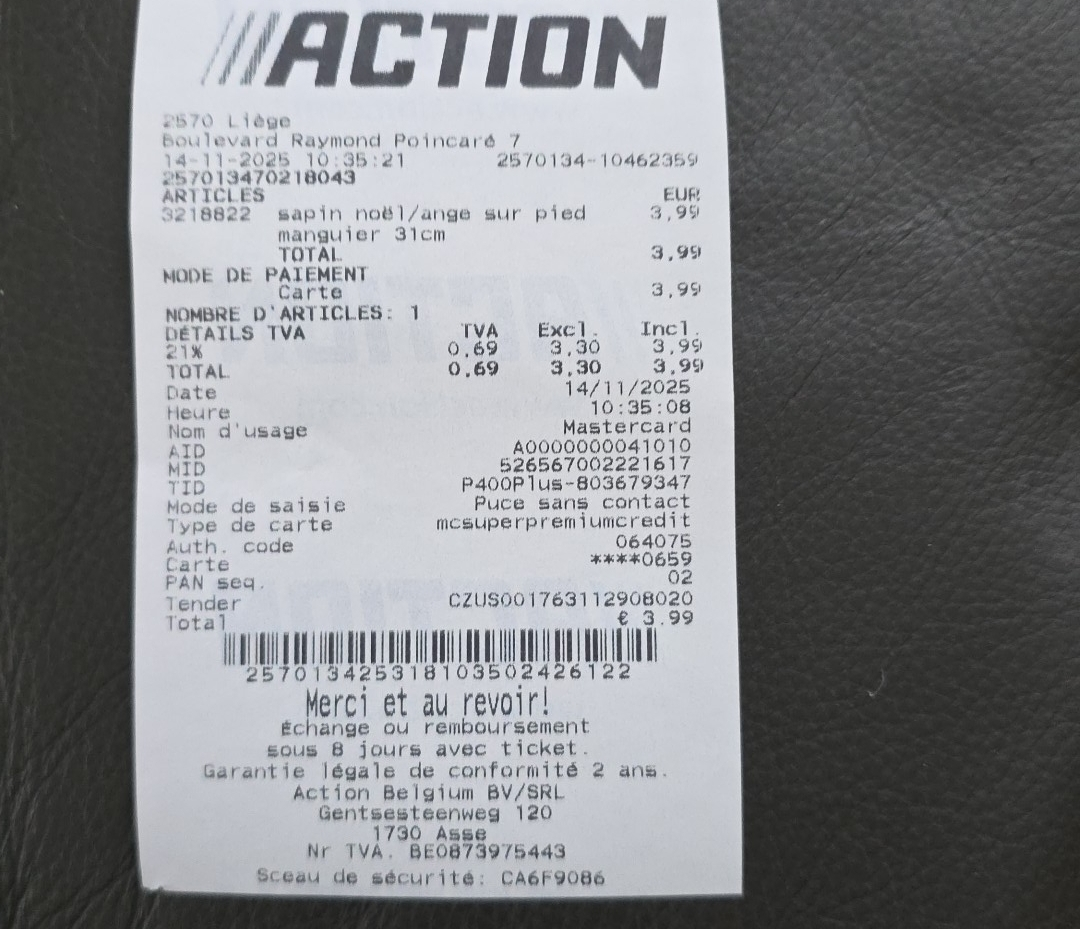 ///ACTION
2570 Liège
Boulevard Raymond Poincaré 7
14-11-2025 10:35:21 2570134-10462359
257013470218043
ARTICLES EUR
3218822 sapin noël/ange sur pied 3,99
manguier 31cm
TOTAL 3,99
MODE DE PAIEMENT
Carte 3,99
NOMBRE D'ARTICLES: 1
DÉTAILS TVA TVA Excl. Incl.
21% 0,69 3,30 3,99
TOTAL 0,69 3,30 3,99
Date 14/11/2025
Heure 10:35:08
Nom d'usage Mastercard
AID A0000000041010
MID 526567002221617
TID P400Plus-803679347
Mode de saisie Puce sans contact
Type de carte mcsuperpremiumcredit
Auth. code 064075
Carte ****0659
PAN seq. 02
Tender CZUS001763112908020
Total € 3.99
257013425318103502426122
Merci et au revoir!
Échange ou remboursement
sous 8 jours avec ticket.
Garantie légale de conformité 2 ans.
Action Belgium BV/SRL
Gentsesteenweg 120
1730 Asse
Nr TVA. BE0873975443
Sceau de sécurité: CA6F9086